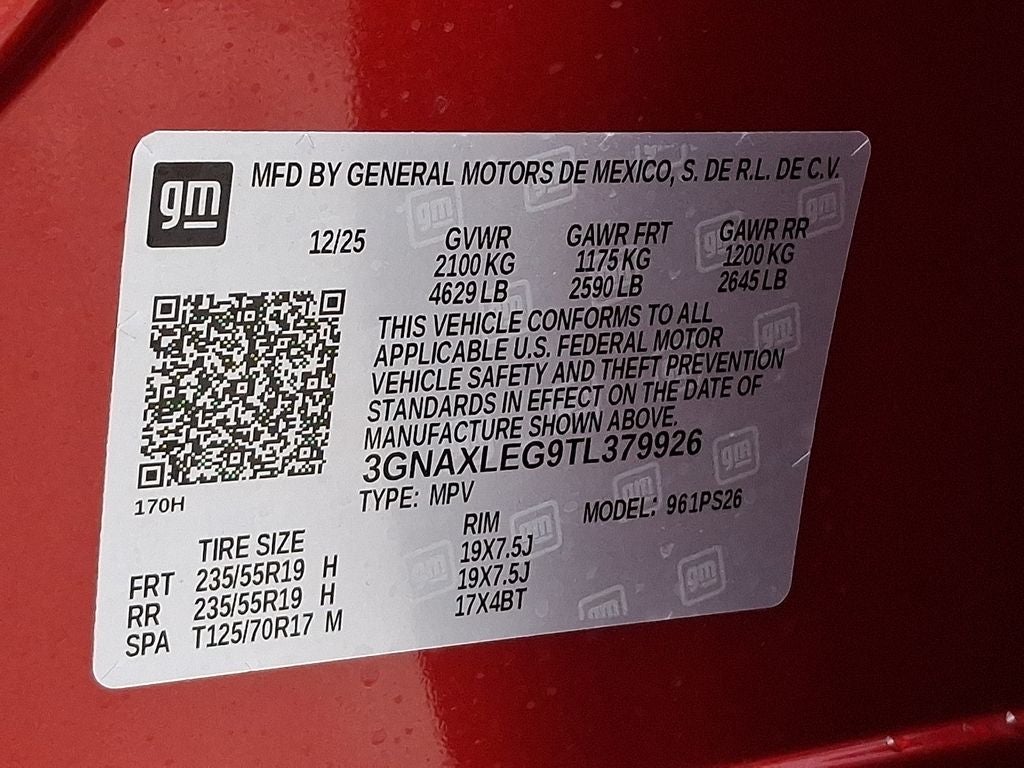 gm
MFD BY GENERAL MOTORS DE MEXICO, S. DE R.L. DE C.V.
12/25 GVWR GAWR FRT GAWR RR
2100 KG 1175 KG 1200 KG
4629 LB 2590 LB 2645 LB
THIS VEHICLE CONFORMS TO ALL
APPLICABLE U.S. FEDERAL MOTOR
VEHICLE SAFETY AND THEFT PREVENTION
STANDARDS IN EFFECT ON THE DATE OF
MANUFACTURE SHOWN ABOVE.
3GNAXLEG9TL379926
170H
TYPE: MPV MODEL: 961PS26
TIRE SIZE RIM
FRT 235/55R19 H 19X7.5J
RR 235/55R19 H 19X7.5J
SPA T125/70R17 M 17X4BT